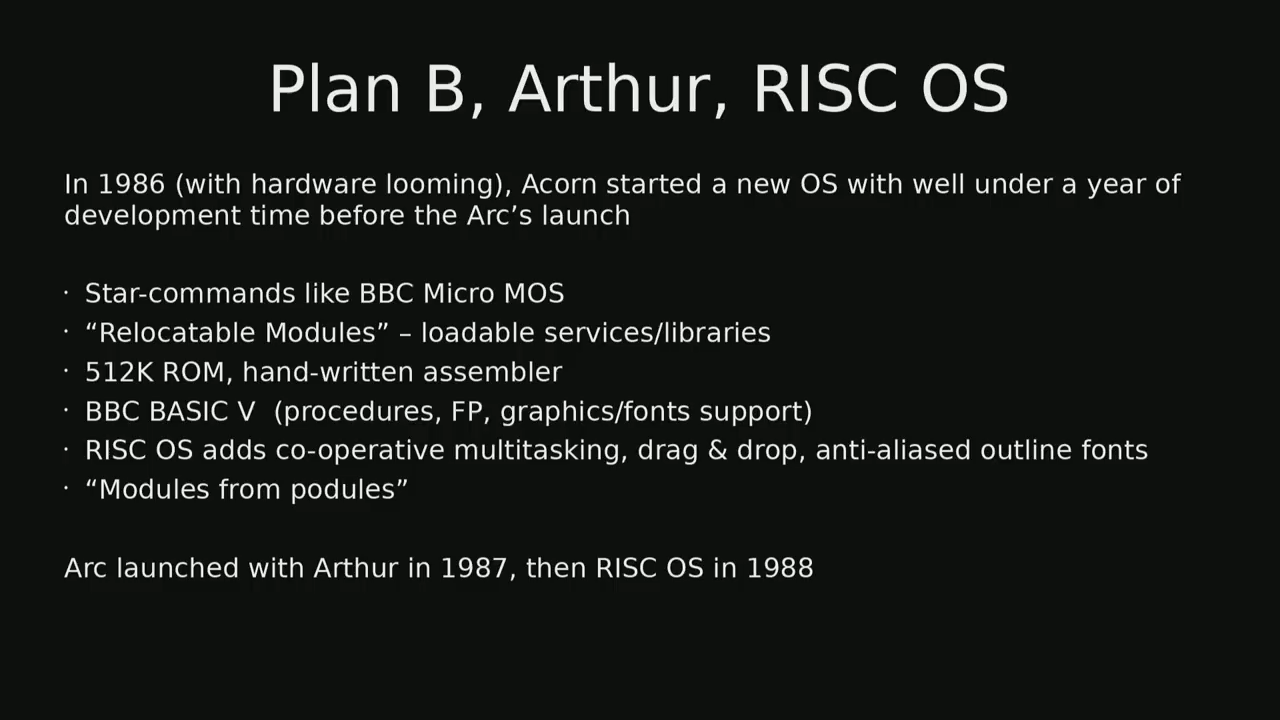 Plan B, Arthur, RISC OS
In 1986 (with hardware looming), Acorn started a new OS with well under a year of
development time before the Arc’s launch
· Star-commands like BBC Micro MOS
· “Relocatable Modules” – loadable services/libraries
· 512K ROM, hand-written assembler
· BBC BASIC V  (procedures, FP, graphics/fonts support)
· RISC OS adds co-operative multitasking, drag & drop, anti-aliased outline fonts
· “Modules from podules”
Arc launched with Arthur in 1987, then RISC OS in 1988